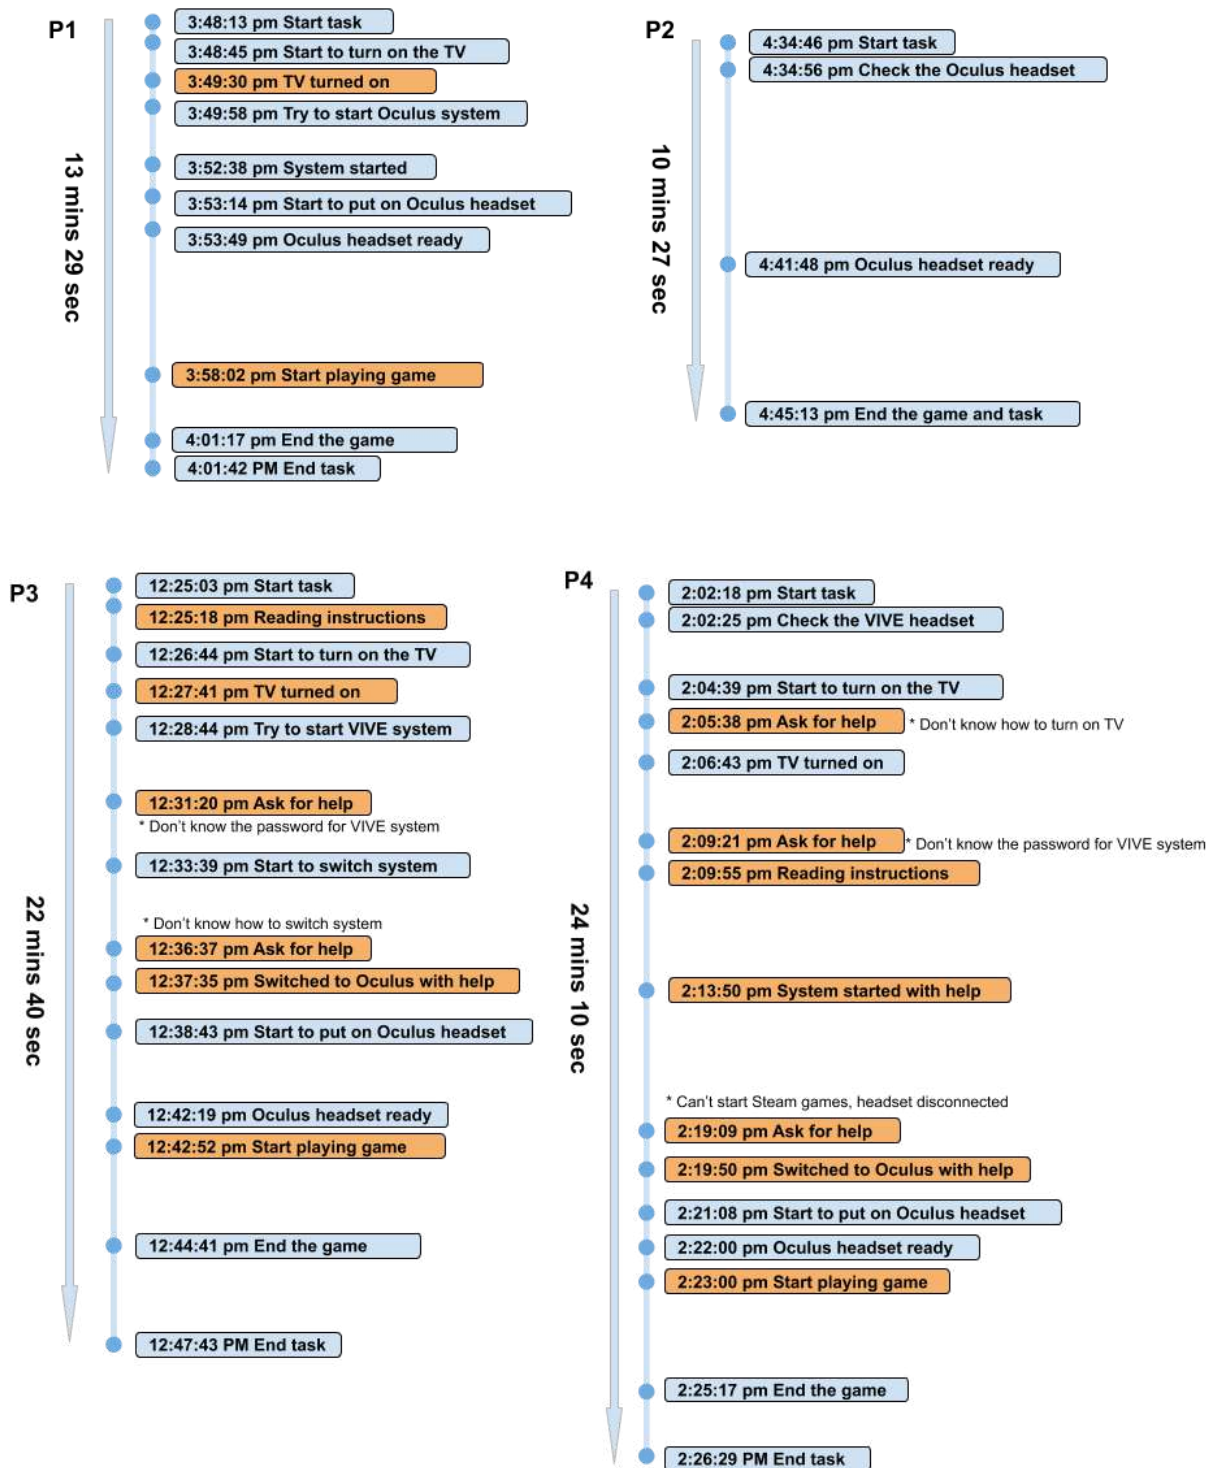 P1
3:48:13 pm Start task
3:48:45 pm Start to turn on the TV
3:49:30 pm TV turned on
3:49:58 pm Try to start Oculus system
3:52:38 pm System started
3:53:14 pm Start to put on Oculus headset
3:53:49 pm Oculus headset ready
3:58:02 pm Start playing game
4:01:17 pm End the game
4:01:42 PM End task
13 mins 29 sec
P2
4:34:46 pm Start task
4:34:56 pm Check the Oculus headset
4:41:48 pm Oculus headset ready
4:45:13 pm End the game and task
10 mins 27 sec
P3
12:25:03 pm Start task
12:25:18 pm Reading instructions
12:26:44 pm Start to turn on the TV
12:27:41 pm TV turned on
12:28:44 pm Try to start VIVE system
12:31:20 pm Ask for help
* Don't know the password for VIVE system
12:33:39 pm Start to switch system
* Don't know how to switch system
12:36:37 pm Ask for help
12:37:35 pm Switched to Oculus with help
12:38:43 pm Start to put on Oculus headset
12:42:19 pm Oculus headset ready
12:42:52 pm Start playing game
12:44:41 pm End the game
12:47:43 PM End task
22 mins 40 sec
P4
2:02:18 pm Start task
2:02:25 pm Check the VIVE headset
2:04:39 pm Start to turn on the TV
2:05:38 pm Ask for help * Don't know how to turn on TV
2:06:43 pm TV turned on
2:09:21 pm Ask for help * Don't know the password for VIVE system
2:09:55 pm Reading instructions
2:13:50 pm System started with help
* Can't start Steam games, headset disconnected
2:19:09 pm Ask for help
2:19:50 pm Switched to Oculus with help
2:21:08 pm Start to put on Oculus headset
2:22:00 pm Oculus headset ready
2:23:00 pm Start playing game
2:25:17 pm End the game
2:26:29 PM End task
24 mins 10 sec